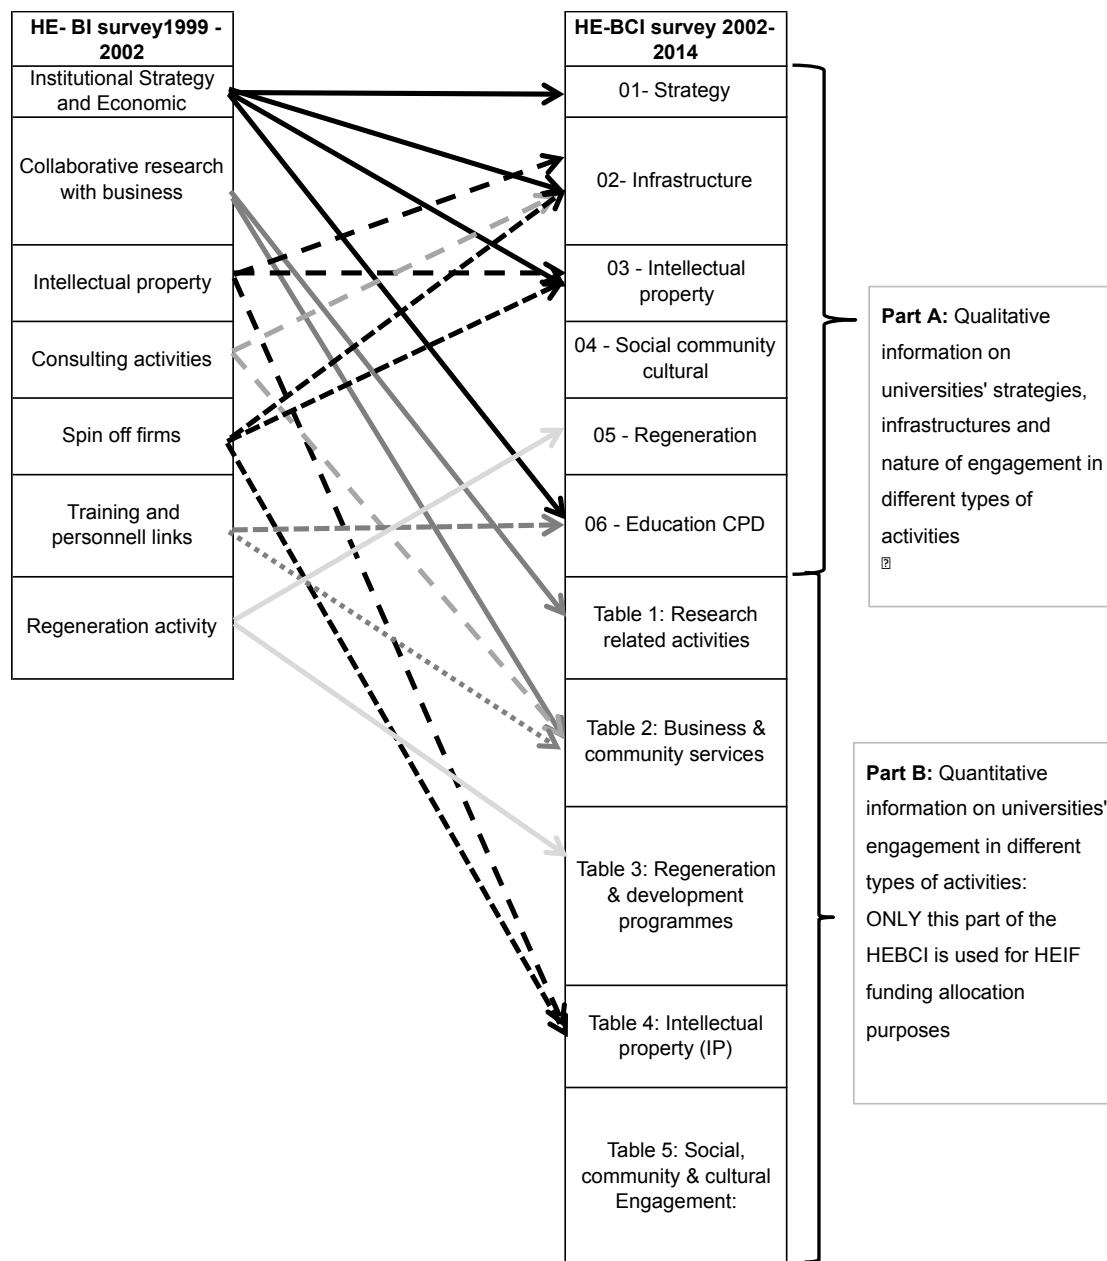 HE- BI survey1999 -
2002
Institutional Strategy
and Economic
Collaborative research
with business
Intellectual property
Consulting activities
Spin off firms
Training and
personnell links
Regeneration activity
HE-BCI survey 2002-
2014
01- Strategy
02- Infrastructure
03 - Intellectual
property
04 - Social community
cultural
05 - Regeneration
06 - Education CPD
Table 1: Research
related activities
Table 2: Business &
community services
Table 3: Regeneration
& development
programmes
Table 4: Intellectual
property (IP)
Table 5: Social,
community & cultural
Engagement:
Part A: Qualitative
information on
universities' strategies,
infrastructures and
nature of engagement in
different types of
activities
Part B: Quantitative
information on universities'
engagement in different
types of activities:
ONLY this part of the
HEBCI is used for HEIF
funding allocation
purposes